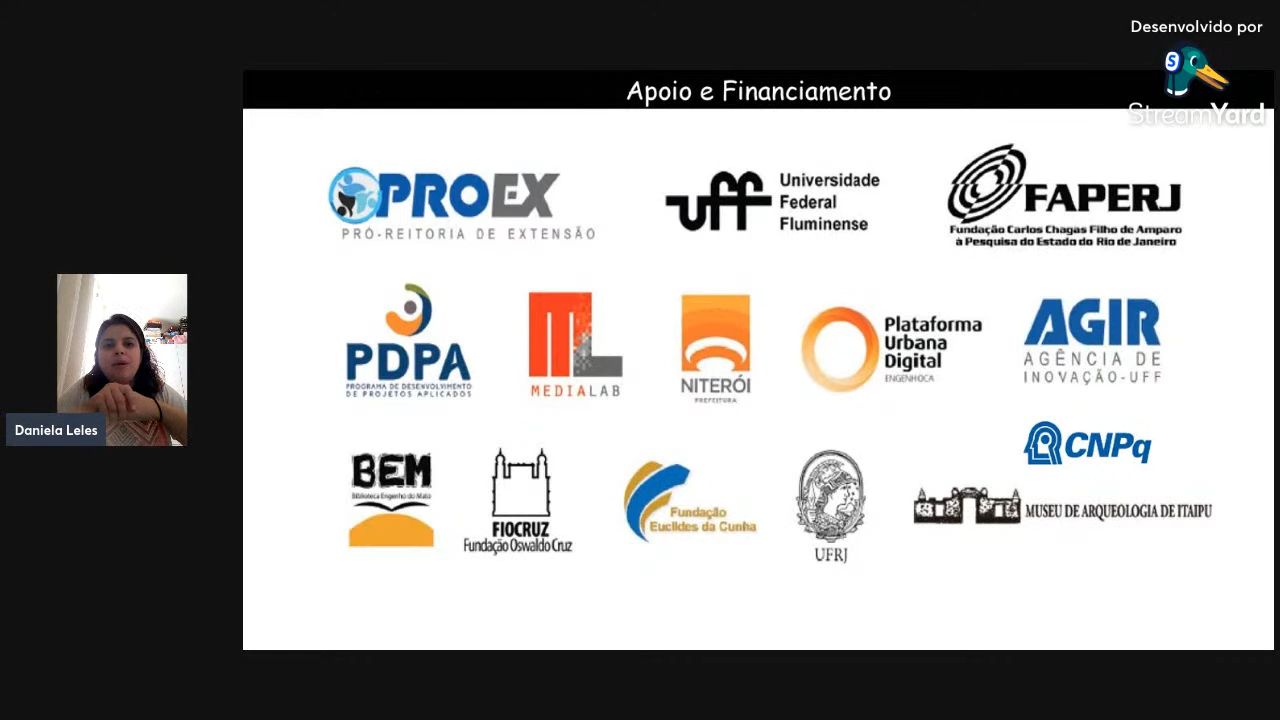 Desenvolvido por
StreamYard
Apoio e Financiamento
PROEX
PRÓ-REITORIA DE EXTENSÃO
uff
Universidade
Federal
Fluminense
FAPERJ
Fundação Carlos Chagas Filho de Amparo
à Pesquisa do Estado do Rio de Janeiro
PDPA
PROGRAMA DE DESENVOLVIMENTO
DE PROJETOS APLICADOS
ML
MEDIALAB
NITERÓI
PREFEITURA
Plataforma
Urbana
Digital
ENGENHOCA
AGIR
AGÊNCIA DE
INOVAÇÃO-UFF
Daniela Leles
CNPq
BEM
Biblioteca Engenho do Mato
FIOCRUZ
Fundação Oswaldo Cruz
Fundação
Euclides da Cunha
UFRJ
MUSEU DE ARQUEOLOGIA DE ITAIPU